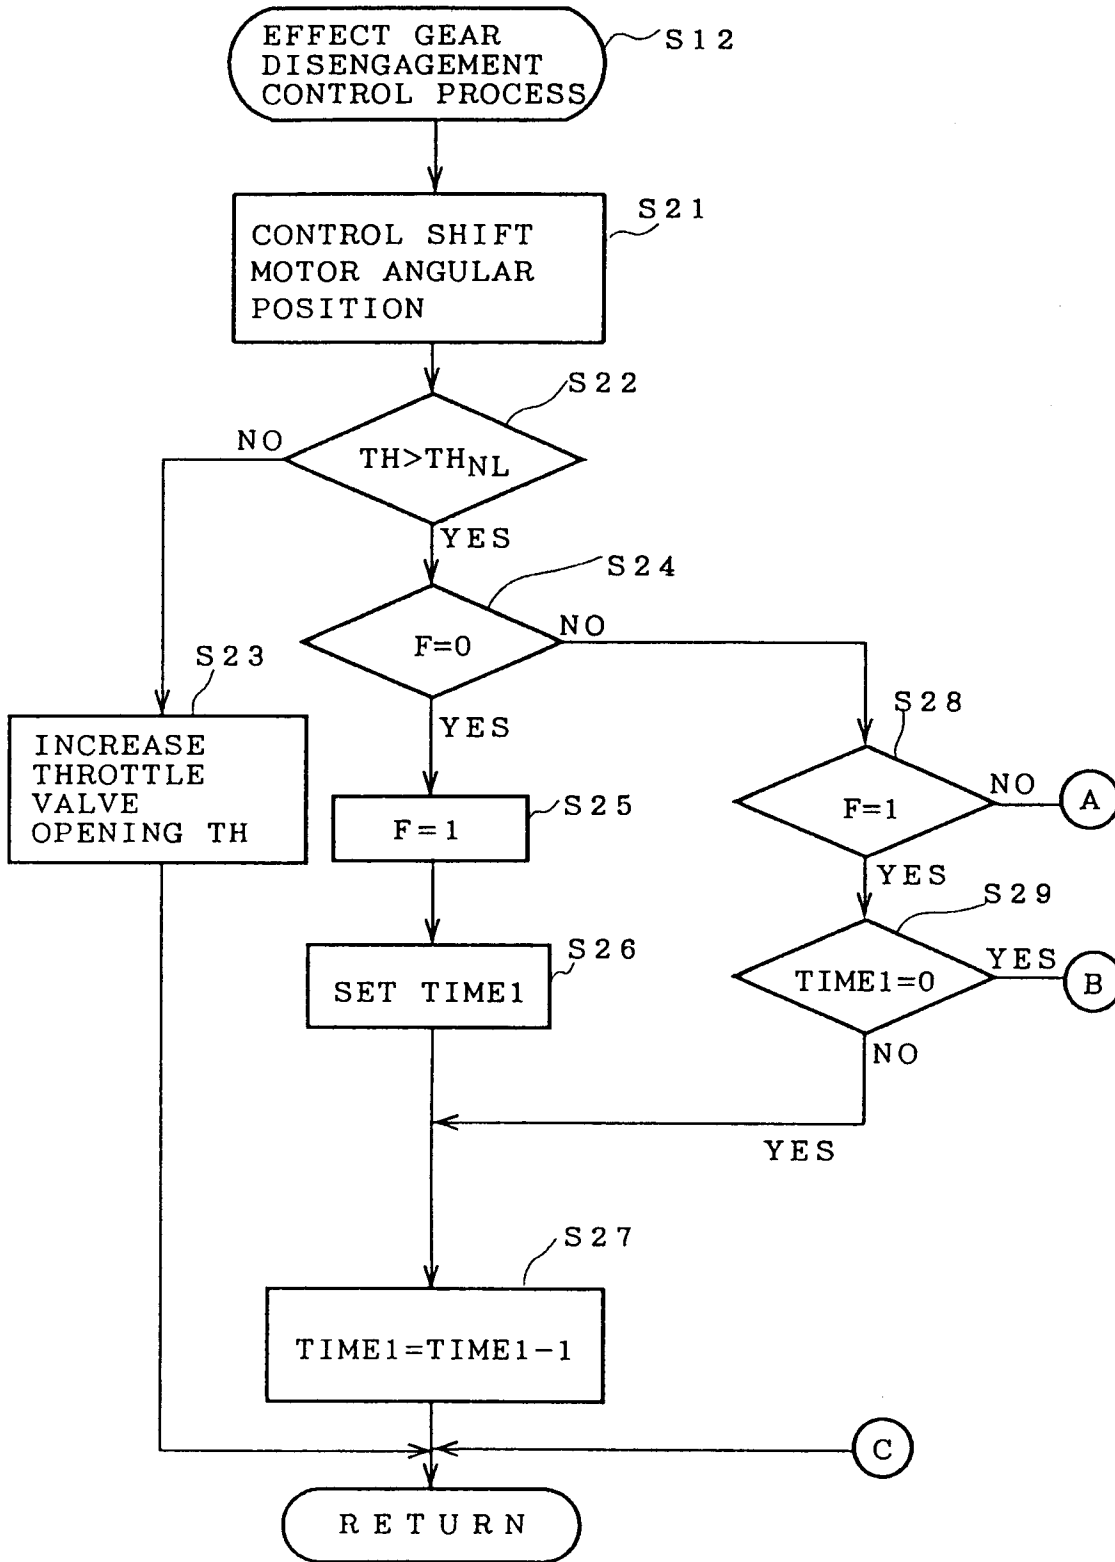 EFFECT GEAR
DISENGAGEMENT
CONTROL PROCESS
S12
S21
CONTROL SHIFT
MOTOR ANGULAR
POSITION
S22
NO
TH>THNL
YES
S24
F=0
NO
S23
YES
S28
INCREASE
THROTTLE
VALVE
OPENING TH
S25
F=1
F=1
NO
A
YES
S29
S26
SET TIME1
TIME1=0
YES
B
NO
YES
S27
TIME1=TIME1-1
C
RETURN